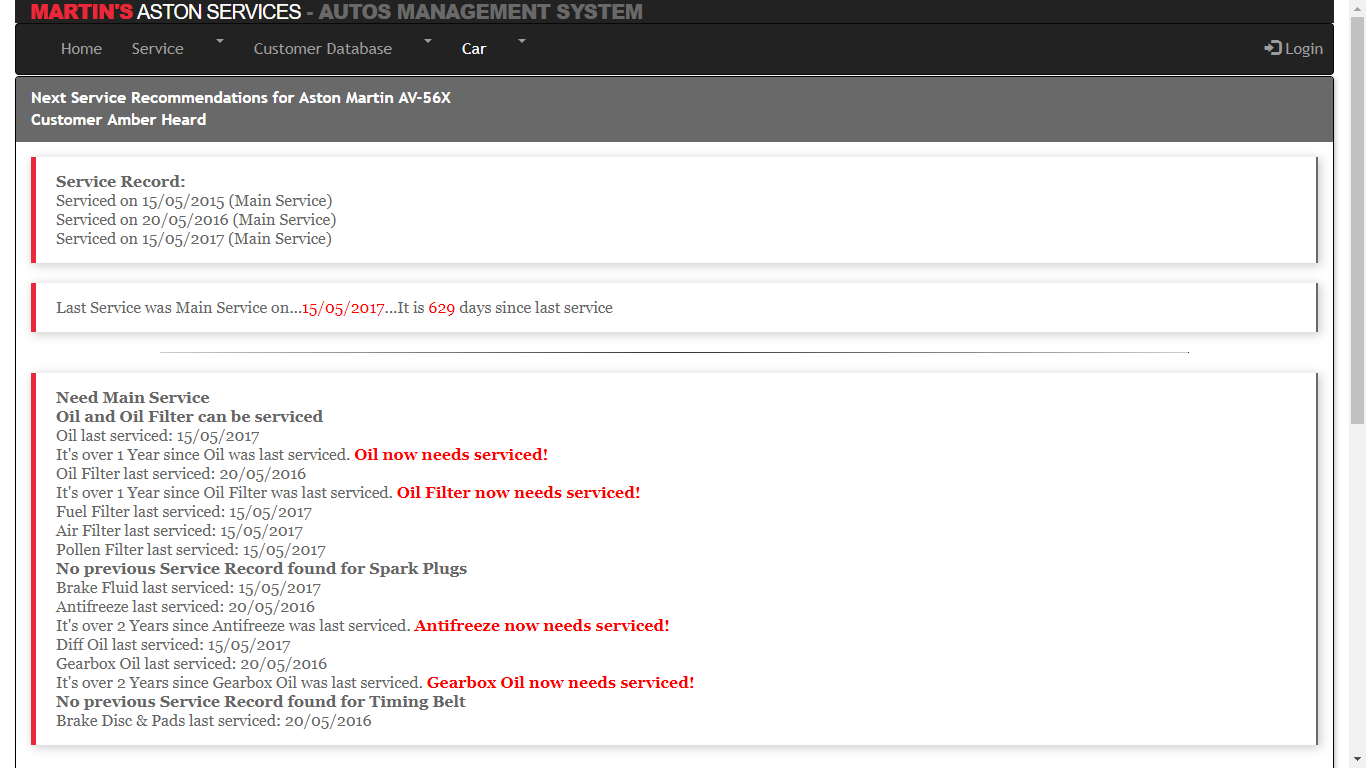 MARTIN'S ASTON SERVICES - AUTOS MANAGEMENT SYSTEM
Home Service Customer Database Car Login
Next Service Recommendations for Aston Martin AV-56X
Customer Amber Heard
Service Record:
Serviced on 15/05/2015 (Main Service)
Serviced on 20/05/2016 (Main Service)
Serviced on 15/05/2017 (Main Service)
Last Service was Main Service on...15/05/2017...It is 629 days since last service
Need Main Service
Oil and Oil Filter can be serviced
Oil last serviced: 15/05/2017
It's over 1 Year since Oil was last serviced. Oil now needs serviced!
Oil Filter last serviced: 20/05/2016
It's over 1 Year since Oil Filter was last serviced. Oil Filter now needs serviced!
Fuel Filter last serviced: 15/05/2017
Air Filter last serviced: 15/05/2017
Pollen Filter last serviced: 15/05/2017
No previous Service Record found for Spark Plugs
Brake Fluid last serviced: 15/05/2017
Antifreeze last serviced: 20/05/2016
It's over 2 Years since Antifreeze was last serviced. Antifreeze now needs serviced!
Diff Oil last serviced: 15/05/2017
Gearbox Oil last serviced: 20/05/2016
It's over 2 Years since Gearbox Oil was last serviced. Gearbox Oil now needs serviced!
No previous Service Record found for Timing Belt
Brake Disc & Pads last serviced: 20/05/2016